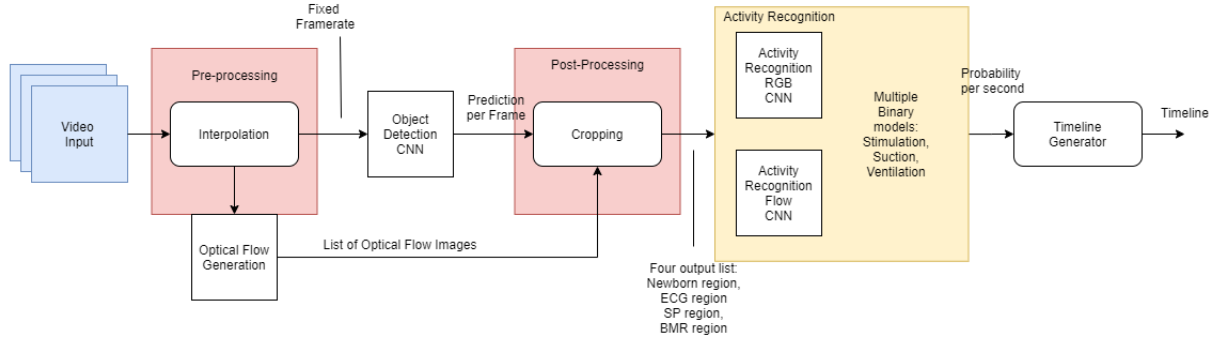 Fixed
Framerate
Activity Recognition
Pre-processing
Post-Processing
Video
Input
Interpolation
Object
Detection
CNN
Prediction
per Frame
Cropping
Activity
Recognition
RGB
CNN
Activity
Recognition
Flow
CNN
Multiple
Binary
models:
Stimulation,
Suction,
Ventilation
Probability
per second
Timeline
Generator
Timeline
Optical Flow
Generation
List of Optical Flow Images
Four output list:
Newborn region,
ECG region
SP region,
BMR region